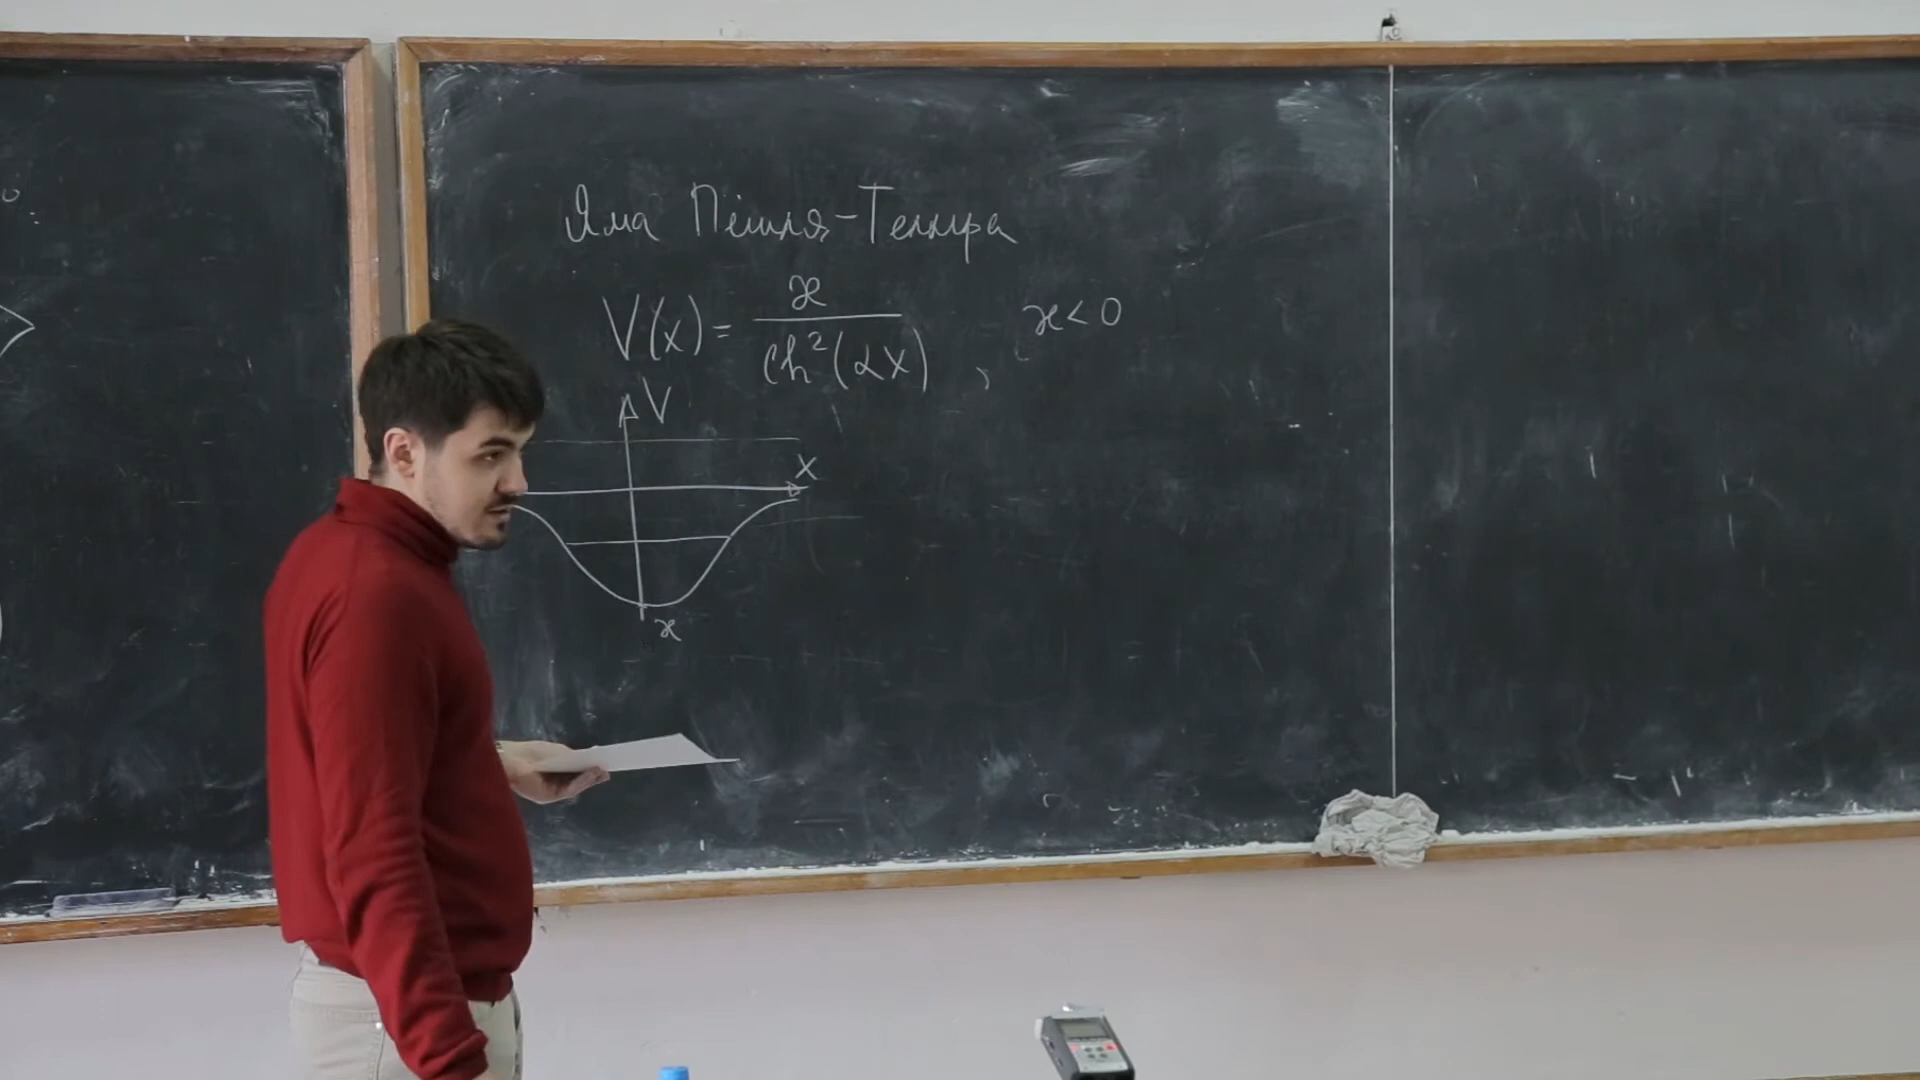 Яма Пёшля-Теллера
V(x) = æ / ch²(αx) , æ < 0
V
x
æ